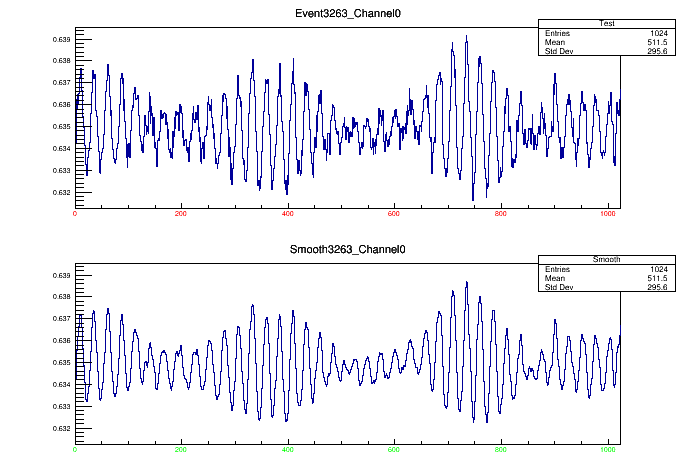 Event3263_Channel0
Test
Entries 1024
Mean 511.5
Std Dev 295.6
0.639
0.638
0.637
0.636
0.635
0.634
0.633
0.632
0 200 400 600 800 1000
Smooth3263_Channel0
Smooth
Entries 1024
Mean 511.5
Std Dev 295.6
0.639
0.638
0.637
0.636
0.635
0.634
0.633
0.632
0 200 400 600 800 1000